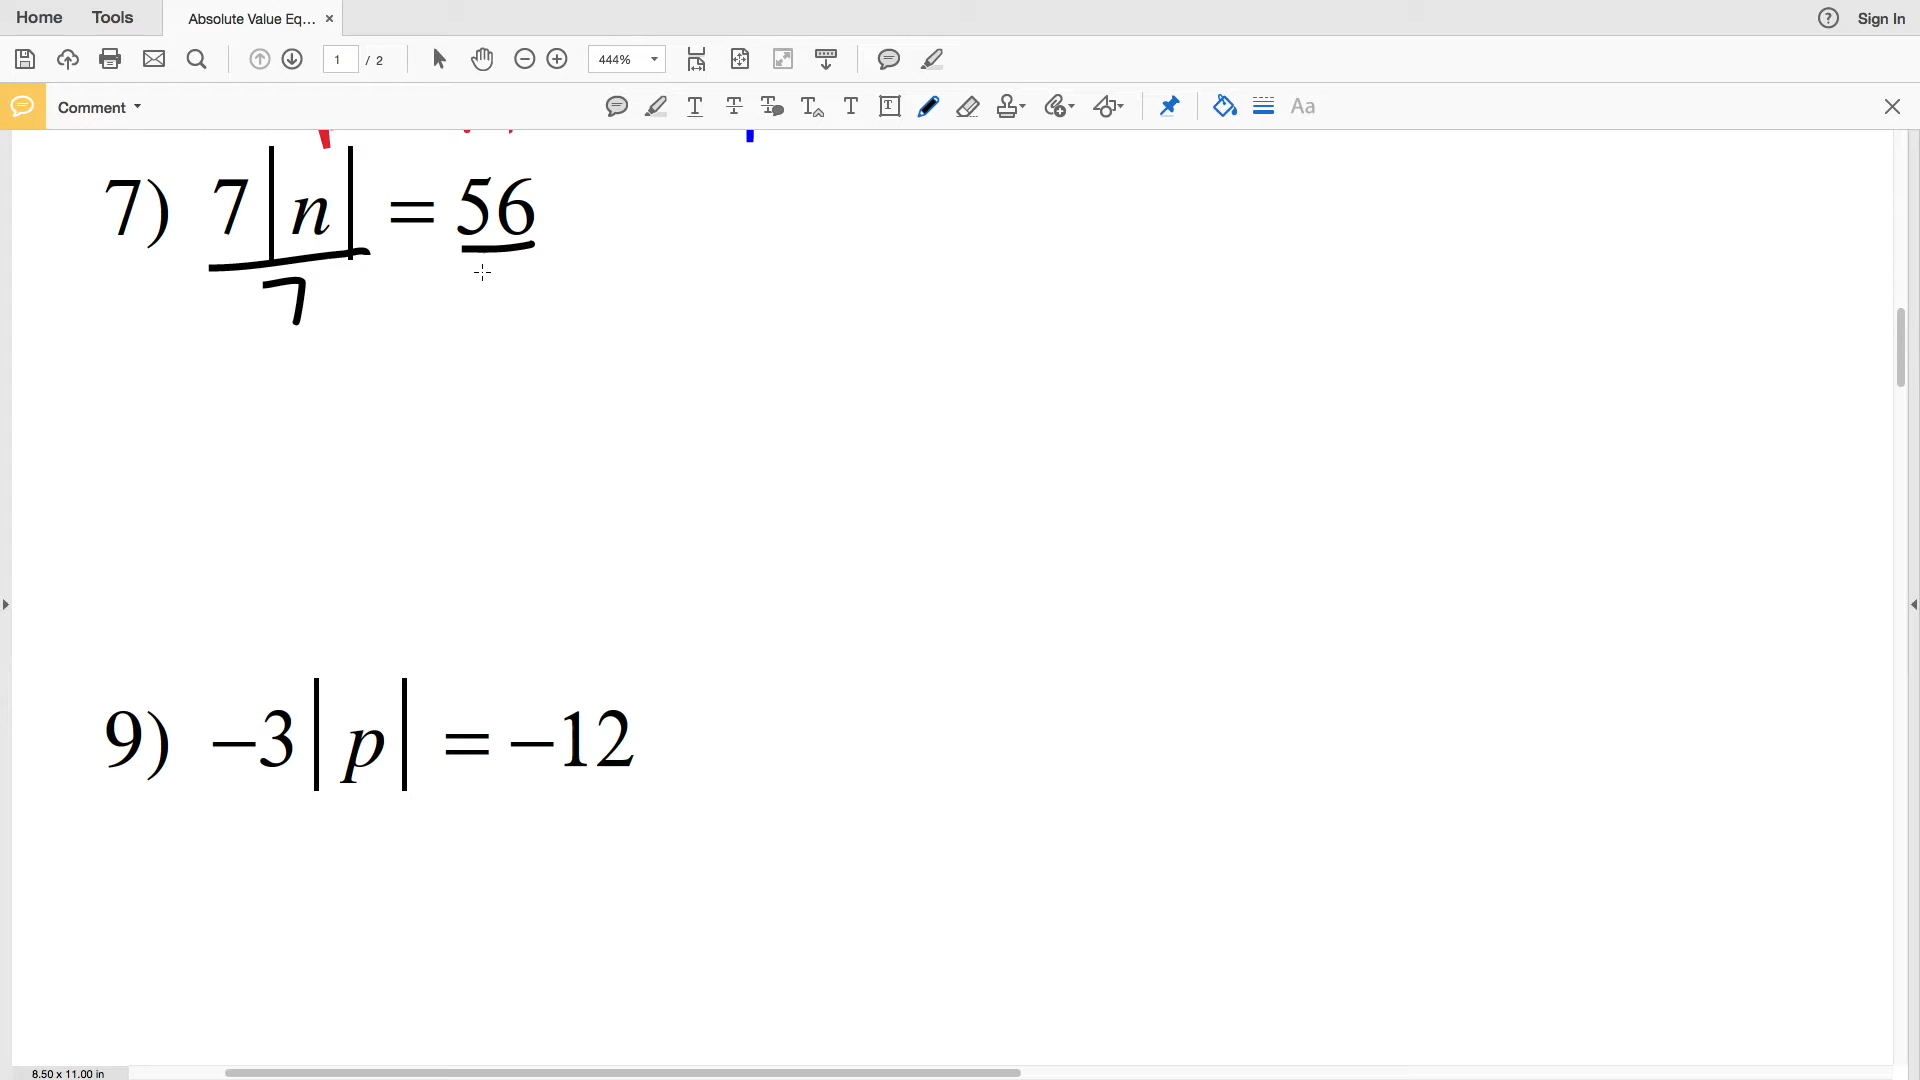 Home Tools Absolute Value Eq... × ? Sign In
1 / 2 444%
Comment T T T T T T Aa
7) 7|n| = 56
7
9) −3|p| = −12
8.50 x 11.00 in